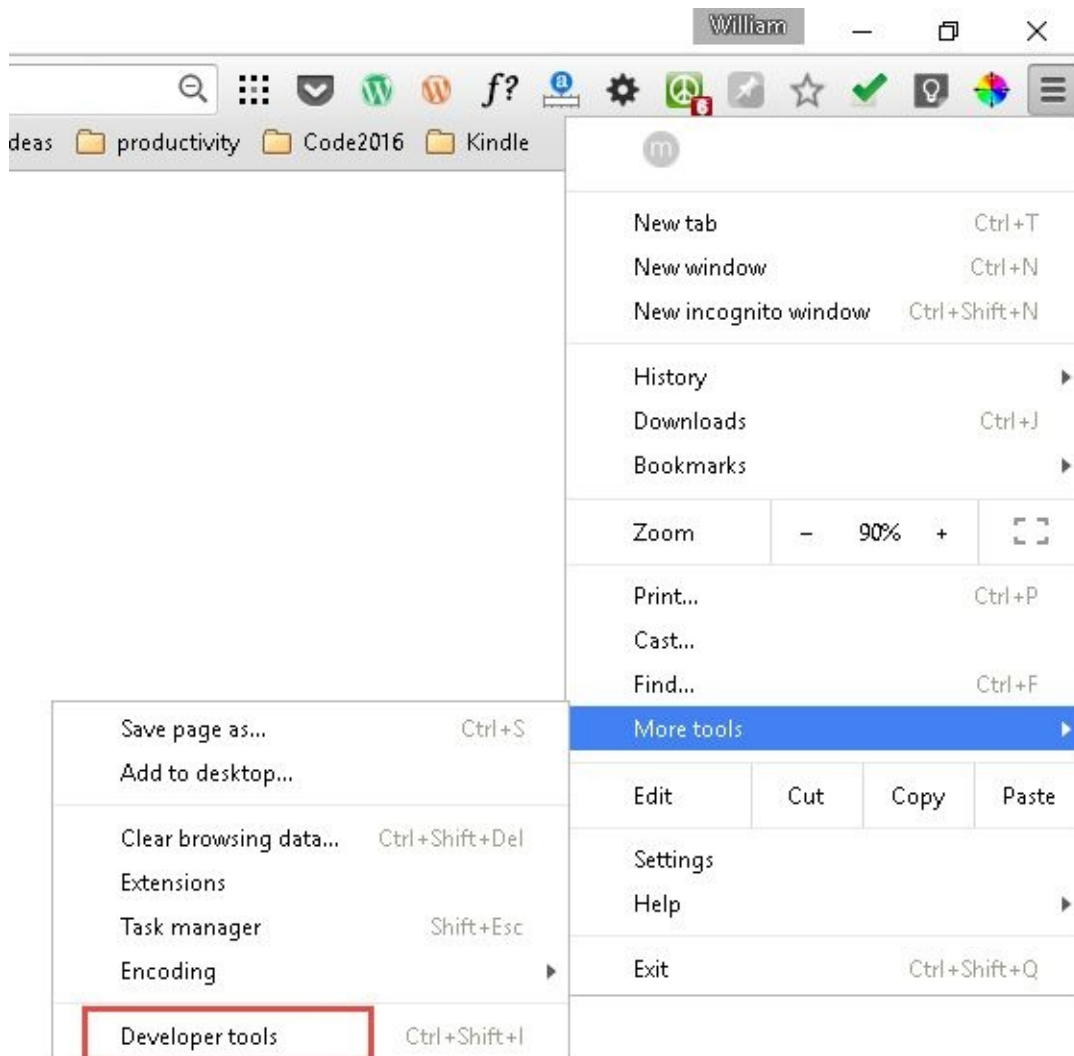 William
f? a
6
deas productivity Code2016 Kindle
m
New tab Ctrl+T
New window Ctrl+N
New incognito window Ctrl+Shift+N
History
Downloads Ctrl+J
Bookmarks
Zoom – 90% +
Print... Ctrl+P
Cast...
Find... Ctrl+F
More tools
Edit Cut Copy Paste
Settings
Help
Exit Ctrl+Shift+Q
Save page as... Ctrl+S
Add to desktop...
Clear browsing data... Ctrl+Shift+Del
Extensions
Task manager Shift+Esc
Encoding
Developer tools Ctrl+Shift+I